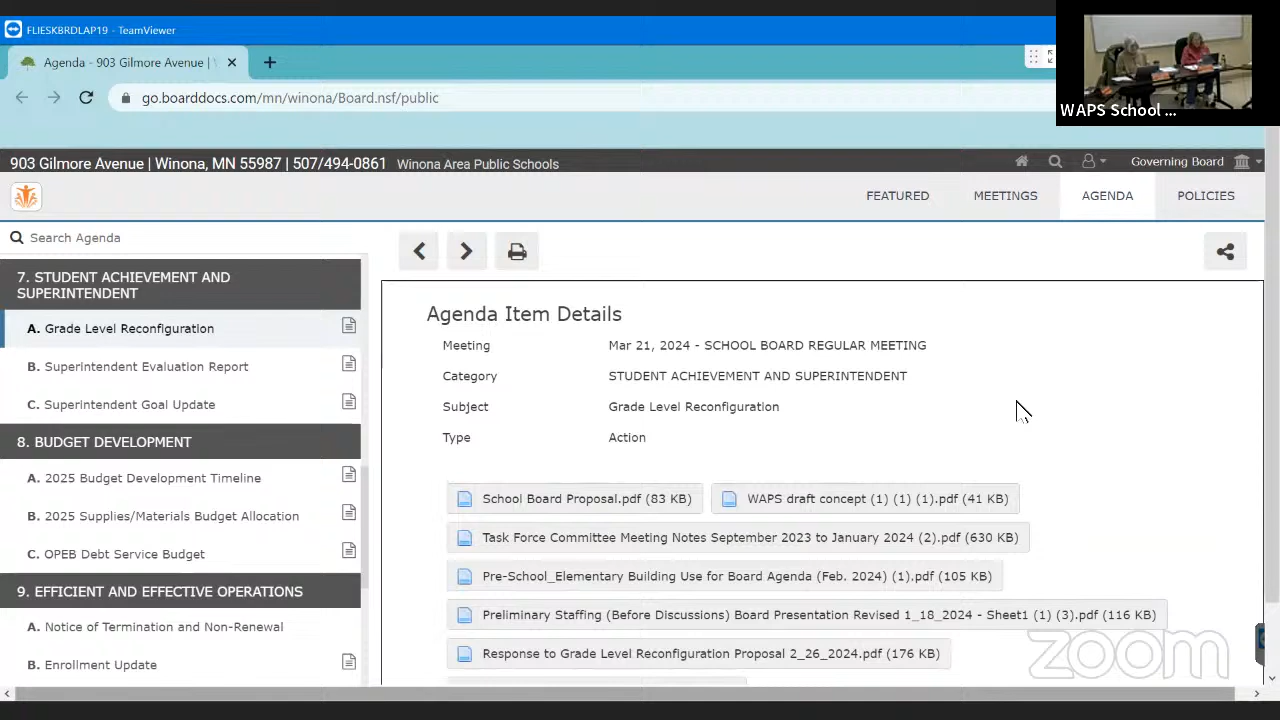 FLIESKBRDLAP19 - TeamViewer
Agenda - 903 Gilmore Avenue |
go.boarddocs.com/mn/winona/Board.nsf/public
WAPS School ...
903 Gilmore Avenue | Winona, MN 55987 | 507/494-0861 Winona Area Public Schools
Governing Board
FEATURED MEETINGS AGENDA POLICIES
Search Agenda
7. STUDENT ACHIEVEMENT AND
SUPERINTENDENT
A. Grade Level Reconfiguration
B. Superintendent Evaluation Report
C. Superintendent Goal Update
8. BUDGET DEVELOPMENT
A. 2025 Budget Development Timeline
B. 2025 Supplies/Materials Budget Allocation
C. OPEB Debt Service Budget
9. EFFICIENT AND EFFECTIVE OPERATIONS
A. Notice of Termination and Non-Renewal
B. Enrollment Update
Agenda Item Details
Meeting Mar 21, 2024 - SCHOOL BOARD REGULAR MEETING
Category STUDENT ACHIEVEMENT AND SUPERINTENDENT
Subject Grade Level Reconfiguration
Type Action
School Board Proposal.pdf (83 KB) WAPS draft concept (1) (1) (1).pdf (41 KB)
Task Force Committee Meeting Notes September 2023 to January 2024 (2).pdf (630 KB)
Pre-School_Elementary Building Use for Board Agenda (Feb. 2024) (1).pdf (105 KB)
Preliminary Staffing (Before Discussions) Board Presentation Revised 1_18_2024 - Sheet1 (1) (3).pdf (116 KB)
Response to Grade Level Reconfiguration Proposal 2_26_2024.pdf (176 KB)
zoom